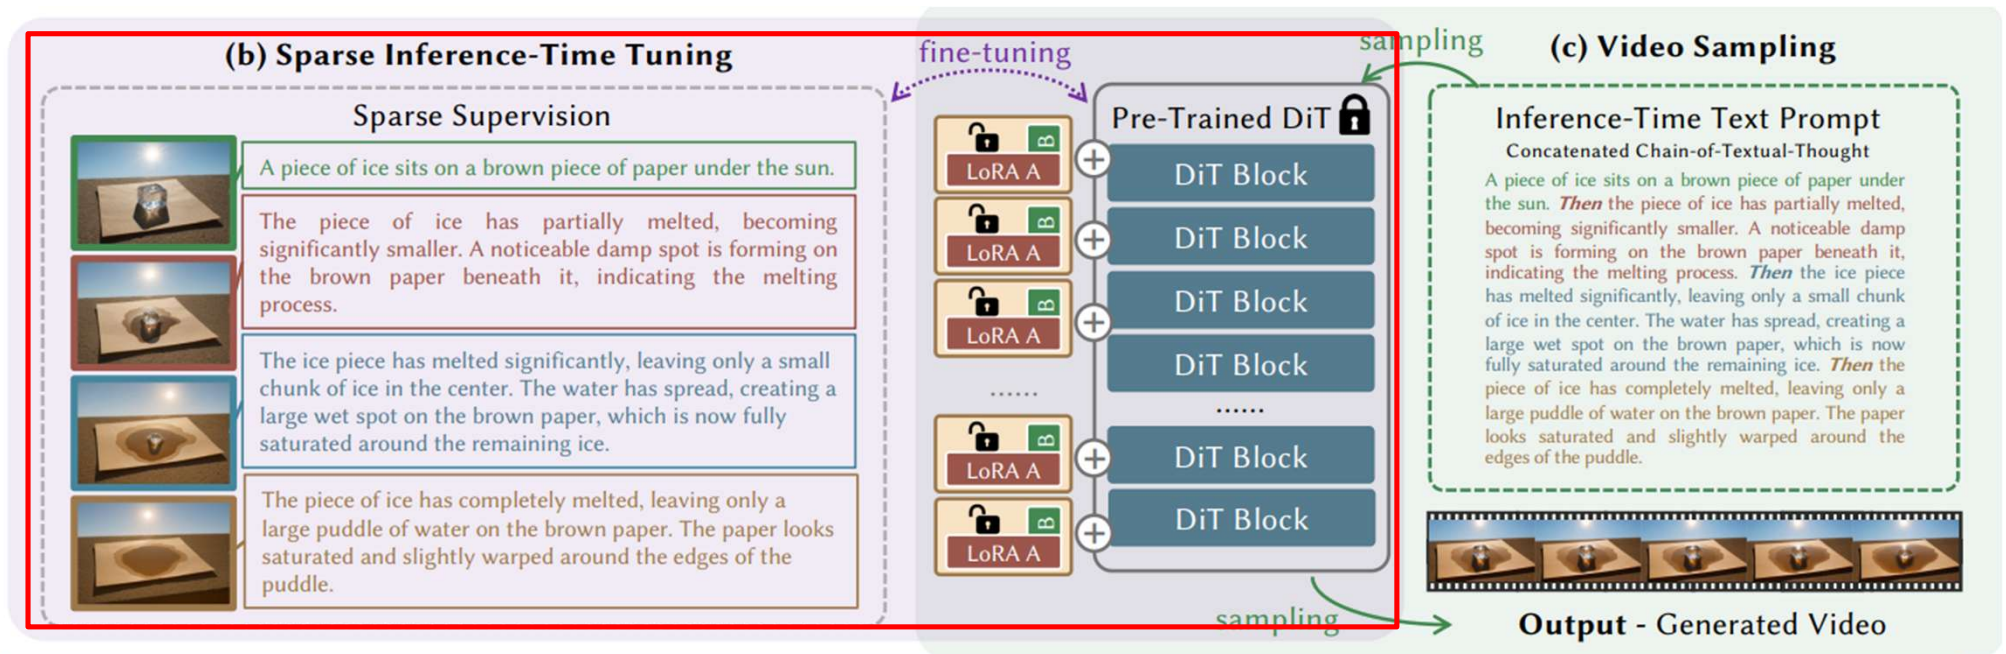 (b) Sparse Inference-Time Tuning
Sparse Supervision
A piece of ice sits on a brown piece of paper under the sun.
The piece of ice has partially melted, becoming
significantly smaller. A noticeable damp spot is forming on
the brown paper beneath it, indicating the melting
process.
The ice piece has melted significantly, leaving only a small
chunk of ice in the center. The water has spread, creating a
large wet spot on the brown paper, which is now fully
saturated around the remaining ice.
The piece of ice has completely melted, leaving only a
large puddle of water on the brown paper. The paper looks
saturated and slightly warped around the edges of the
puddle.
fine-tuning
B
LoRA A
B
LoRA A
B
LoRA A
......
B
LoRA A
B
LoRA A
Pre-Trained DiT
DiT Block
DiT Block
DiT Block
DiT Block
......
DiT Block
DiT Block
sampling
sampling
(c) Video Sampling
Inference-Time Text Prompt
Concatenated Chain-of-Textual-Thought
A piece of ice sits on a brown piece of paper under
the sun. Then the piece of ice has partially melted,
becoming significantly smaller. A noticeable damp
spot is forming on the brown paper beneath it,
indicating the melting process. Then the ice piece
has melted significantly, leaving only a small chunk
of ice in the center. The water has spread, creating a
large wet spot on the brown paper, which is now
fully saturated around the remaining ice. Then the
piece of ice has completely melted, leaving only a
large puddle of water on the brown paper. The paper
looks saturated and slightly warped around the
edges of the puddle.
Output - Generated Video